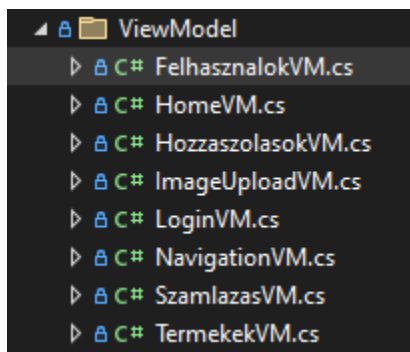 ViewModel
C# FelhasznalokVM.cs
C# HomeVM.cs
C# HozzaszolasokVM.cs
C# ImageUploadVM.cs
C# LoginVM.cs
C# NavigationVM.cs
C# SzamlazasVM.cs
C# TermekekVM.cs